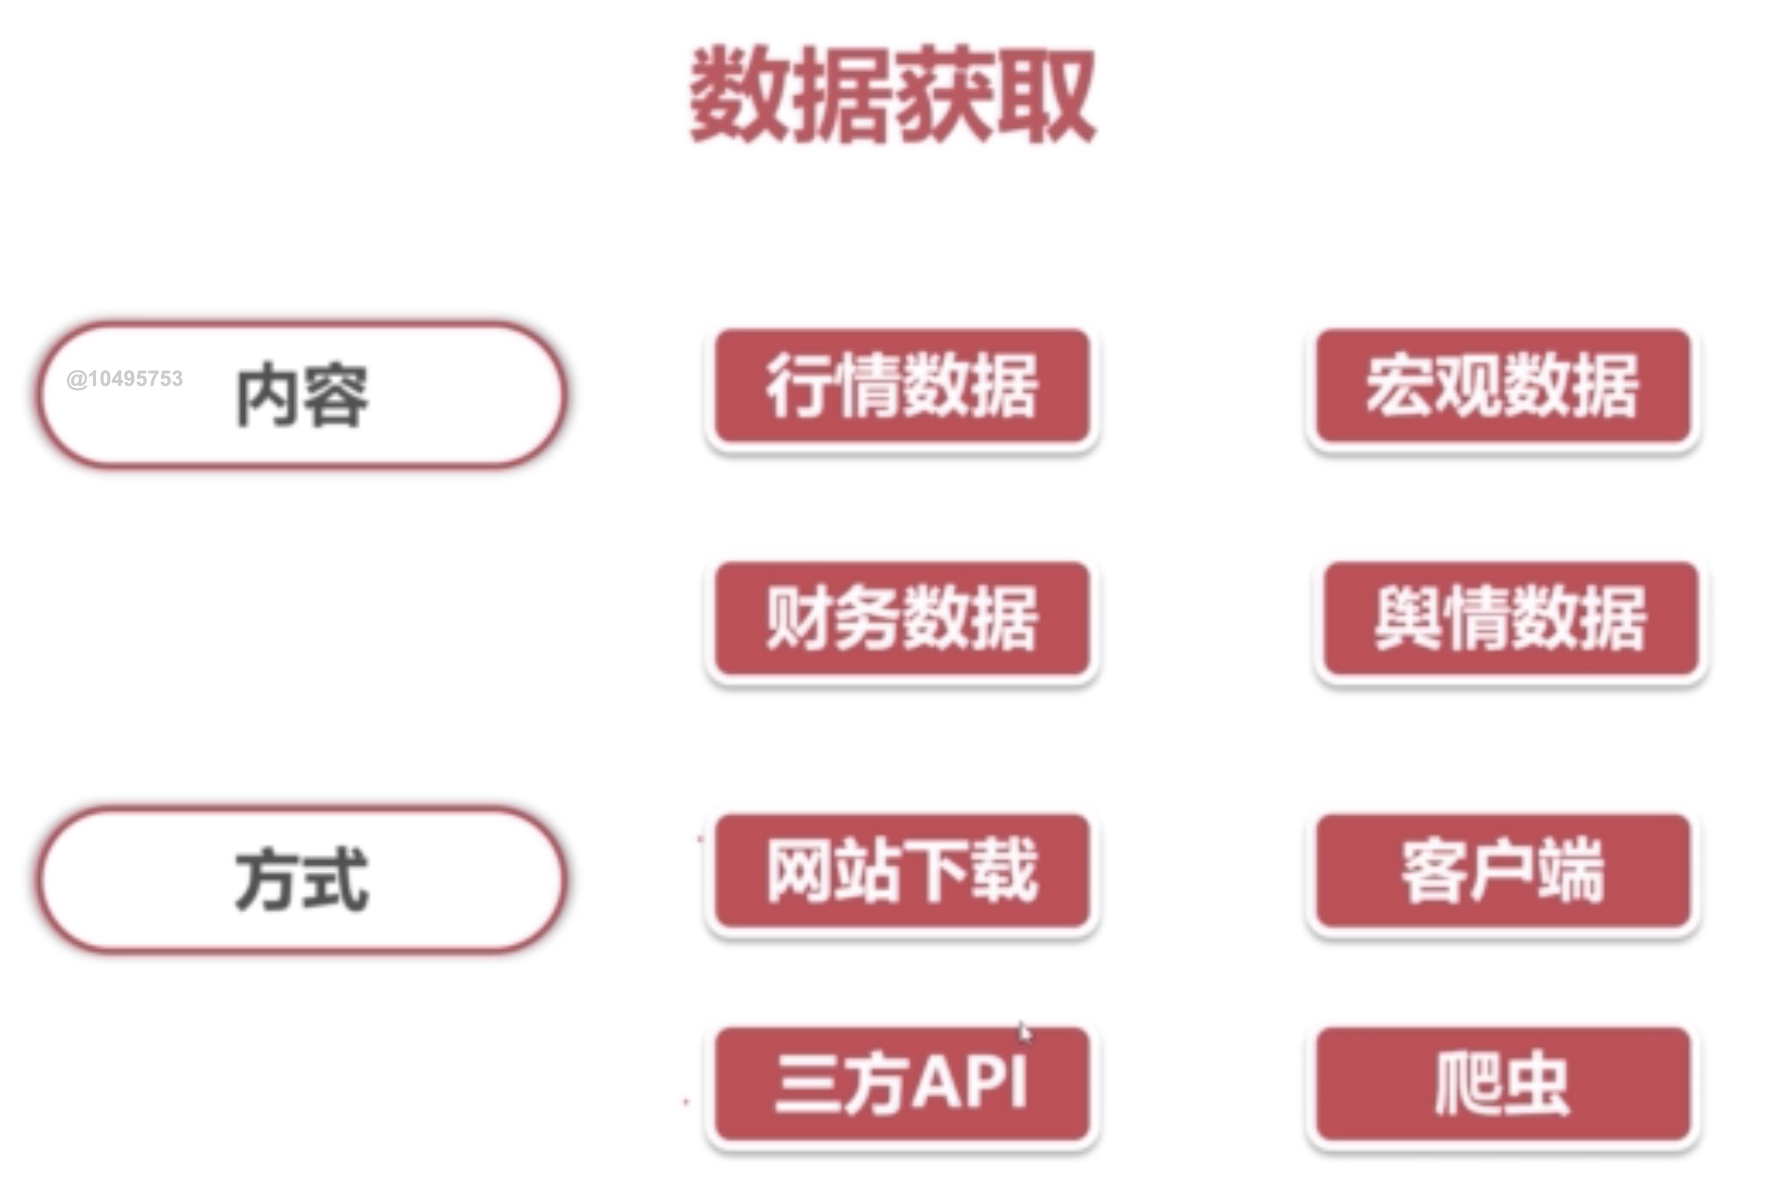 数据获取
@10495753
内容
行情数据
宏观数据
财务数据
舆情数据
方式
网站下载
客户端
三方API
爬虫